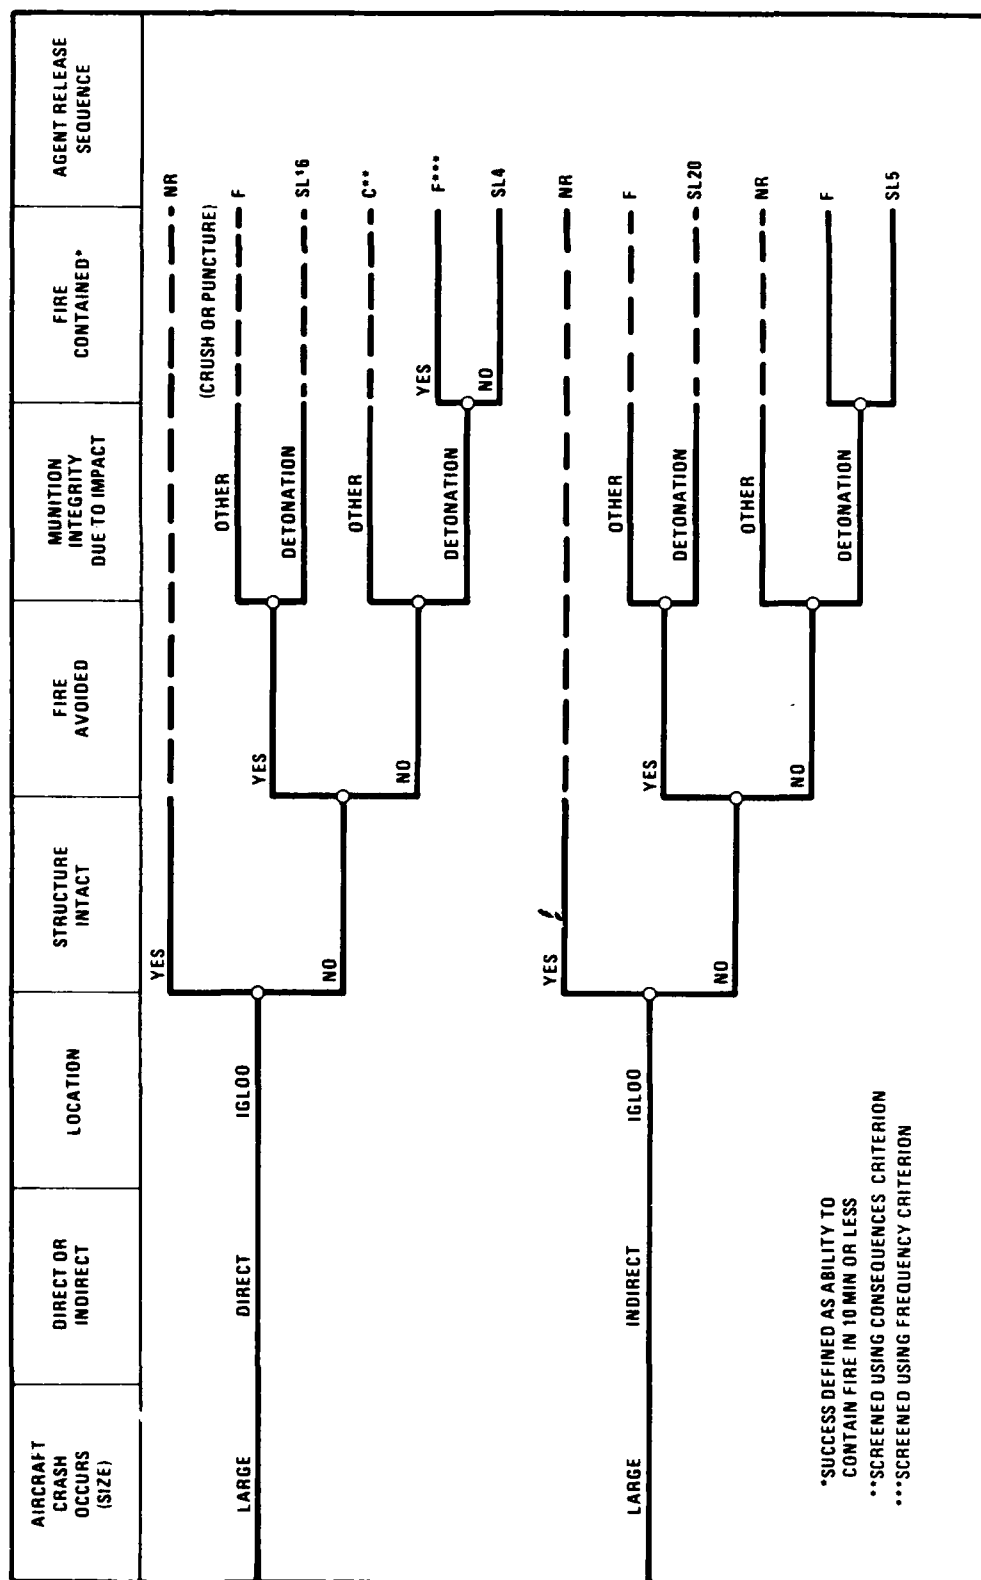 AIRCRAFT
CRASH
OCCURS
(SIZE)
DIRECT OR
INDIRECT
LOCATION
STRUCTURE
INTACT
FIRE
AVOIDED
MUNITION
INTEGRITY
DUE TO IMPACT
FIRE
CONTAINED*
AGENT RELEASE
SEQUENCE
LARGE
DIRECT
IGLOO
YES
NR
YES
OTHER
(CRUSH OR PUNCTURE)
F
DETONATION
SL16
NO
NO
OTHER
C**
DETONATION
YES
F***
NO
SL4
LARGE
INDIRECT
IGLOO
YES
NR
YES
OTHER
F
DETONATION
SL20
NO
NO
OTHER
NR
DETONATION
F
SL5
*SUCCESS DEFINED AS ABILITY TO
CONTAIN FIRE IN 10 MIN OR LESS
**SCREENED USING CONSEQUENCES CRITERION
***SCREENED USING FREQUENCY CRITERION